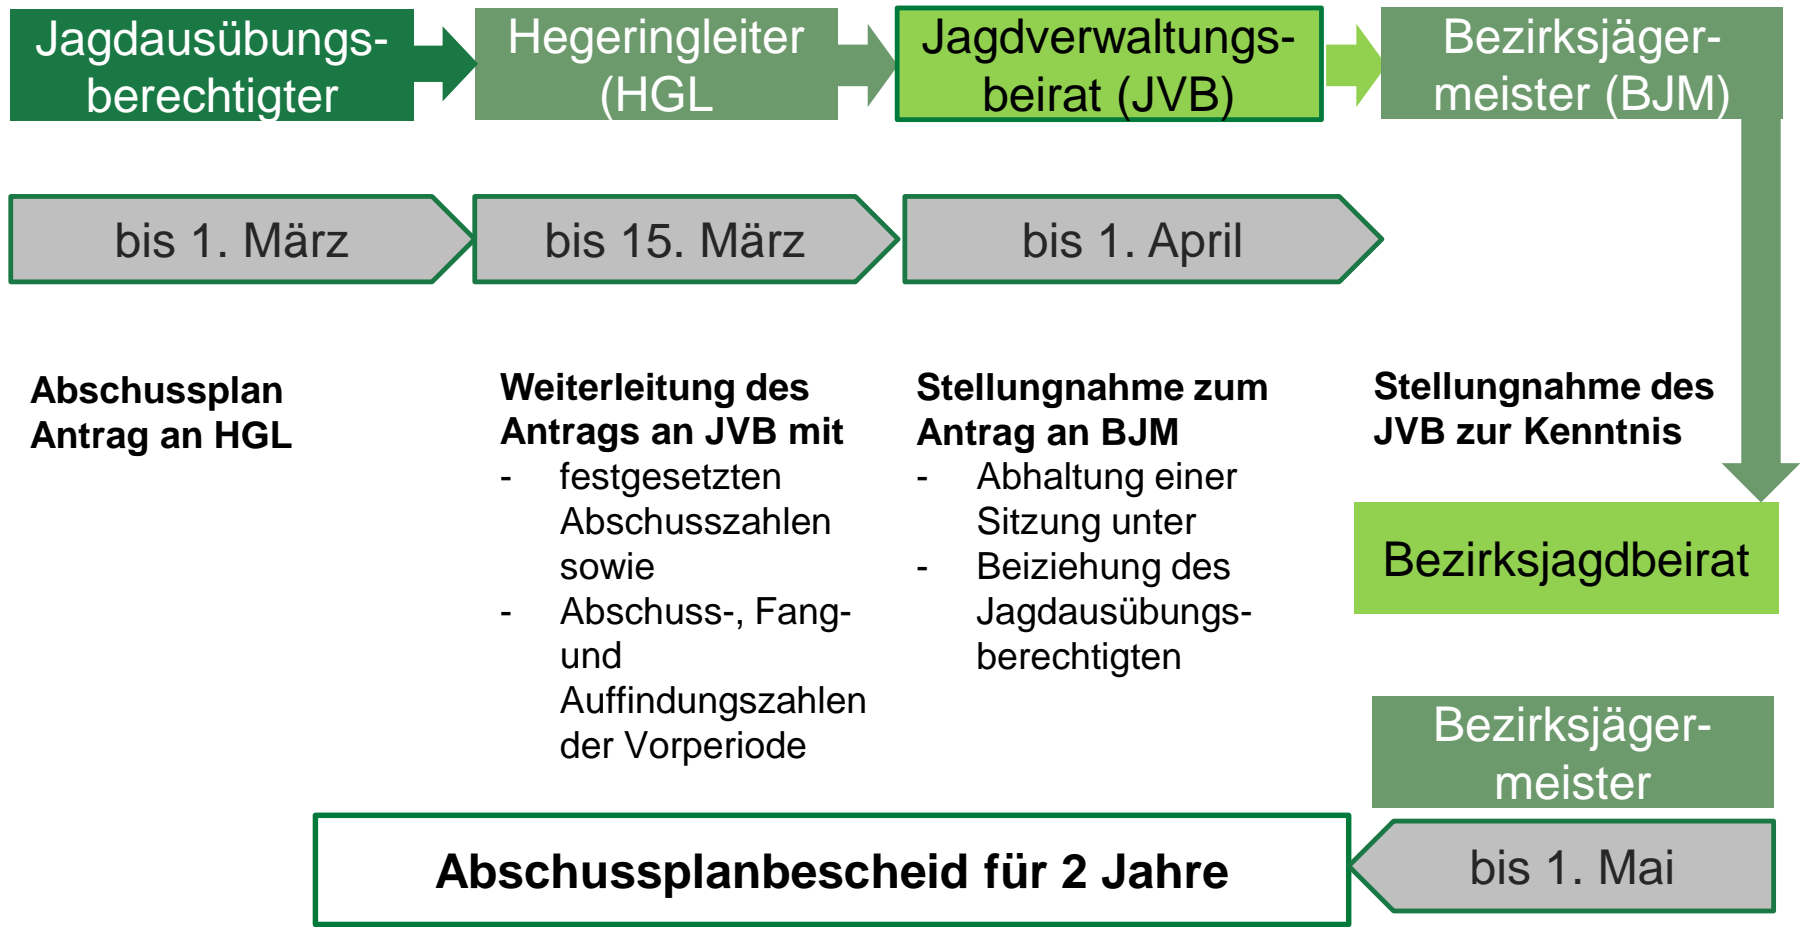 Jagdausübungs-
berechtigter
Hegeringleiter
(HGL
Jagdverwaltungs-
beirat (JVB)
Bezirksjäger-
meister (BJM)
bis 1. März
bis 15. März
bis 1. April
Abschussplan
Antrag an HGL
Weiterleitung des
Antrags an JVB mit
- festgesetzten
Abschusszahlen
sowie
- Abschuss-, Fang-
und
Auffindungszahlen
der Vorperiode
Stellungnahme zum
Antrag an BJM
- Abhaltung einer
Sitzung unter
- Beiziehung des
Jagdausübungs-
berechtigten
Stellungnahme des
JVB zur Kenntnis
Bezirksjagdbeirat
Bezirksjäger-
meister
bis 1. Mai
Abschussplanbescheid für 2 Jahre